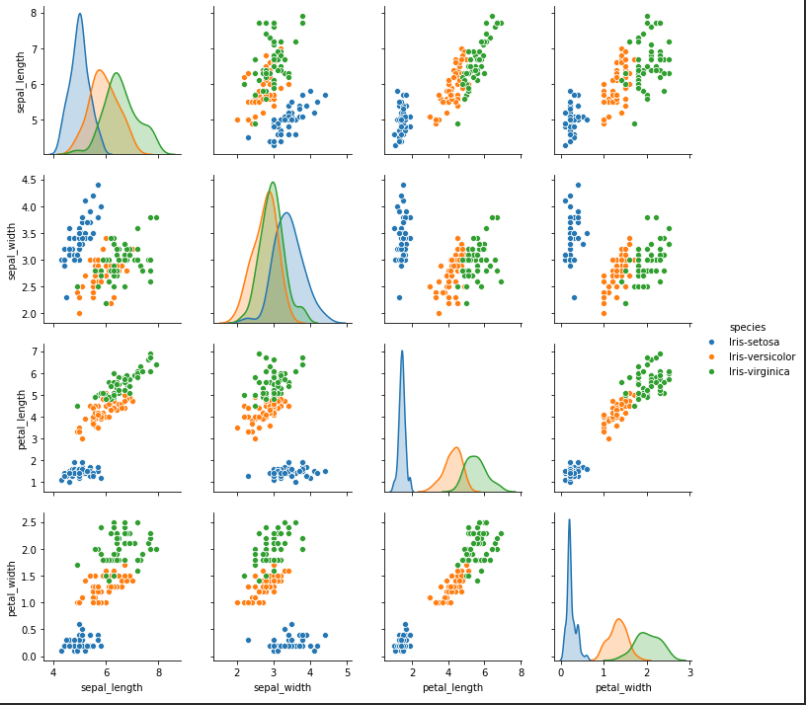 sepal_length
8
7
6
5
sepal_width
4.5
4.0
3.5
3.0
2.5
2.0
species
Iris-setosa
Iris-versicolor
Iris-virginica
petal_length
7
6
5
4
3
2
1
petal_width
2.5
2.0
1.5
1.0
0.5
0.0
4 6 8
2 3 4 5
2 4 6 8
0 1 2 3
sepal_length sepal_width petal_length petal_width